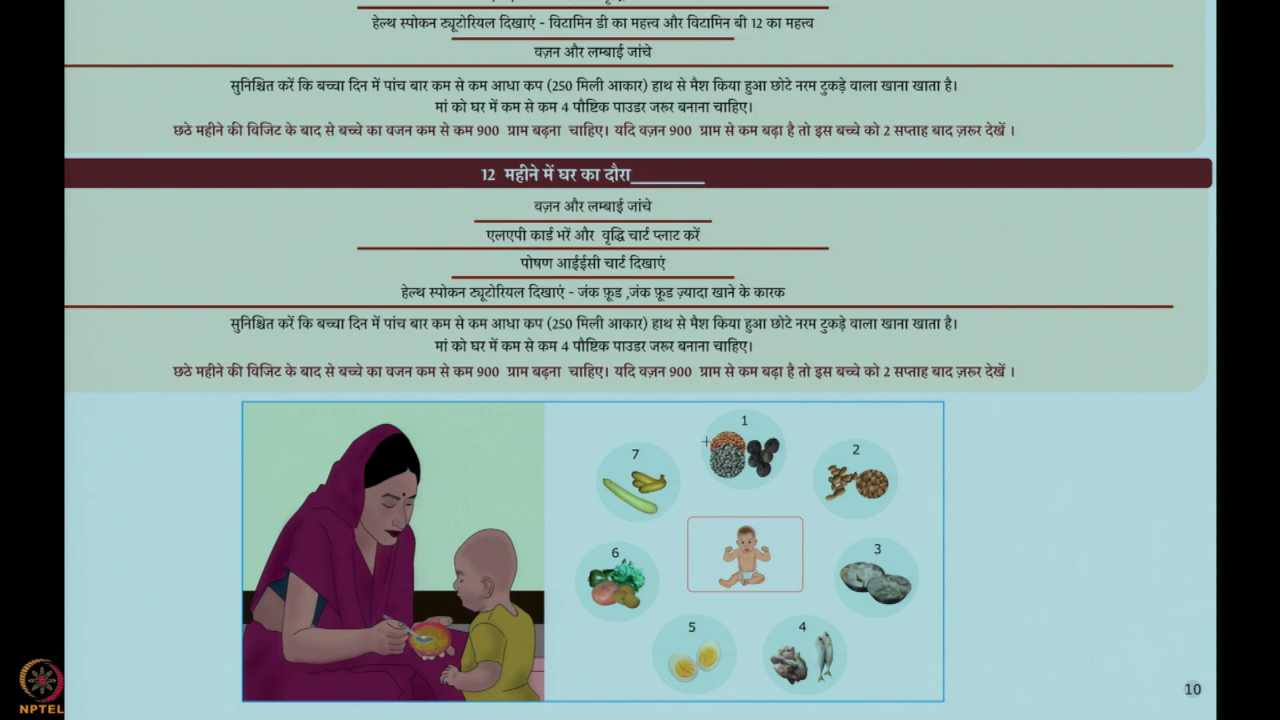 हेल्थ स्पोकन ट्यूटोरियल दिखाएं - विटामिन डी का महत्त्व और विटामिन बी 12 का महत्त्व
वज़न और लम्बाई जांचे
सुनिश्चित करें कि बच्चा दिन में पांच बार कम से कम आधा कप (250 मिली आकार) हाथ से मैश किया हुआ छोटे नरम टुकड़े वाला खाना खाता है।
मां को घर में कम से कम 4 पौष्टिक पाउडर जरूर बनाना चाहिए।
छठे महीने की विजिट के बाद से बच्चे का वजन कम से कम 900 ग्राम बढ़ना चाहिए। यदि वज़न 900 ग्राम से कम बढ़ा है तो इस बच्चे को 2 सप्ताह बाद ज़रूर देखें ।
12 महीने में घर का दौरा________
वज़न और लम्बाई जांचे
एलएपी कार्ड भरें और वृद्धि चार्ट प्लाट करें
पोषण आईईसी चार्ट दिखाएं
हेल्थ स्पोकन ट्यूटोरियल दिखाएं - जंक फ़ूड ,जंक फ़ूड ज़्यादा खाने के कारक
सुनिश्चित करें कि बच्चा दिन में पांच बार कम से कम आधा कप (250 मिली आकार) हाथ से मैश किया हुआ छोटे नरम टुकड़े वाला खाना खाता है।
मां को घर में कम से कम 4 पौष्टिक पाउडर जरूर बनाना चाहिए।
छठे महीने की विजिट के बाद से बच्चे का वजन कम से कम 900 ग्राम बढ़ना चाहिए। यदि वज़न 900 ग्राम से कम बढ़ा है तो इस बच्चे को 2 सप्ताह बाद ज़रूर देखें ।
1
2
3
4
5
6
7
10
NPTEL